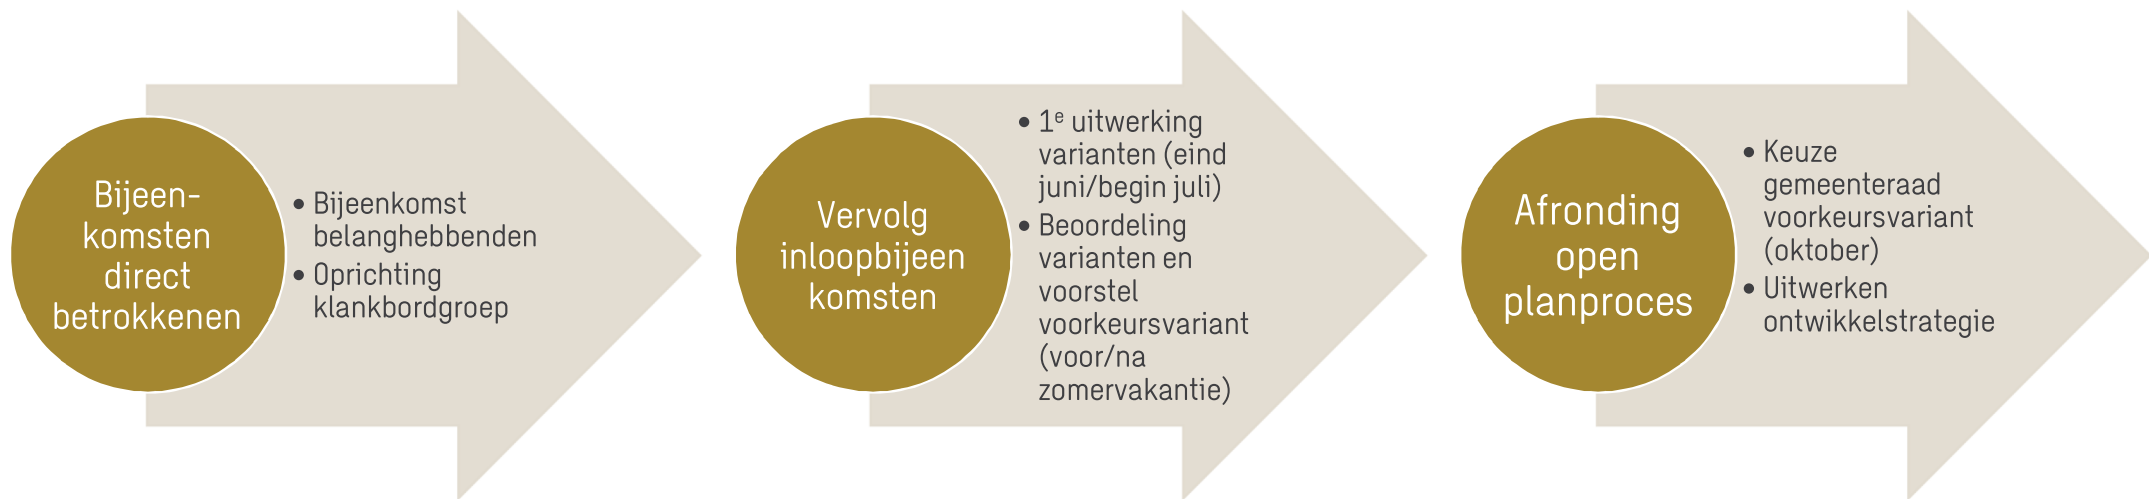 Bijeen-
komsten
direct
betrokkenen
• Bijeenkomst
belanghebbenden
• Oprichting
klankbordgroep
Vervolg
inloopbijeen
komsten
• 1ᵉ uitwerking
varianten (eind
juni/begin juli)
• Beoordeling
varianten en
voorstel
voorkeursvariant
(voor/na
zomervakantie)
Afronding
open
planproces
• Keuze
gemeenteraad
voorkeursvariant
(oktober)
• Uitwerken
ontwikkelstrategie